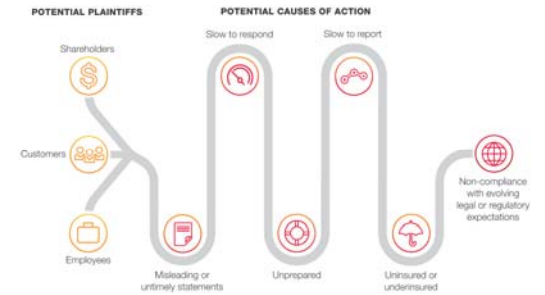 POTENTIAL PLAINTIFFS
POTENTIAL CAUSES OF ACTION
Shareholders
Customers
Employees
Slow to respond
Slow to report
Misleading or
untimely statements
Unprepared
Uninsured or
underinsured
Non-compliance
with evolving
legal or regulatory
expectations